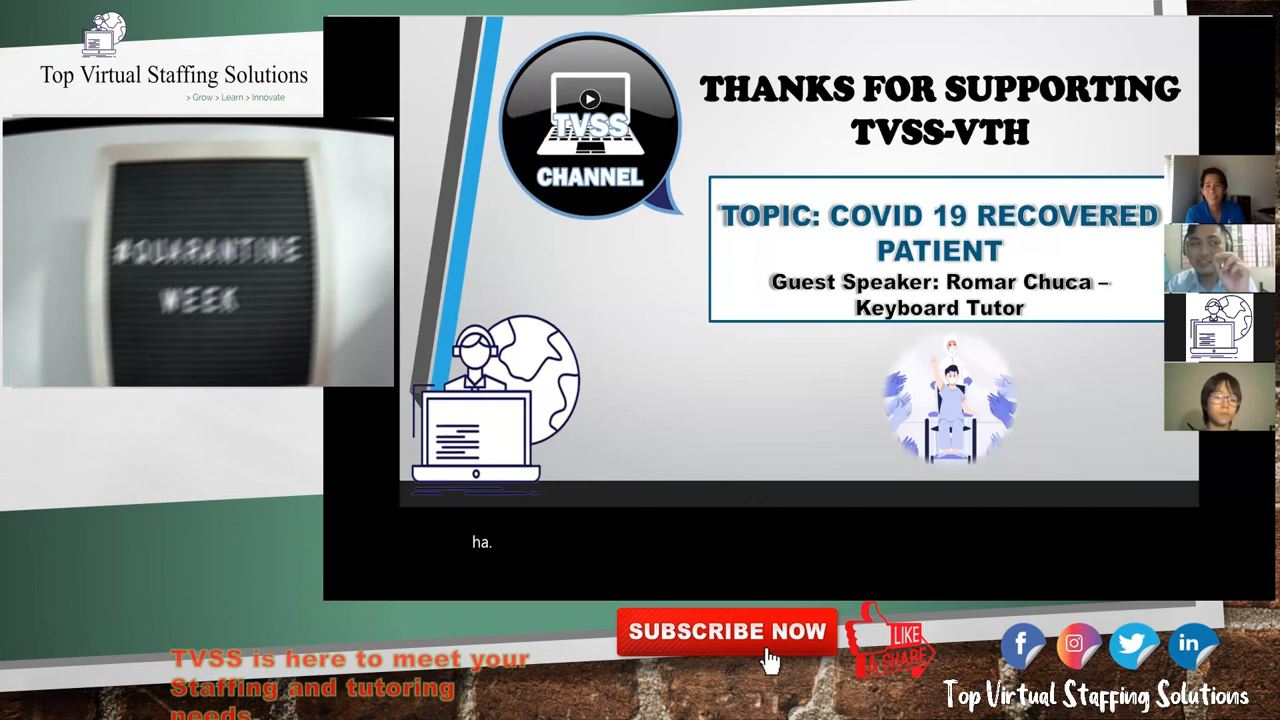 Top Virtual Staffing Solutions
> Grow > Learn > Innovate
#QUARANTINE
WEEK
TVSS
CHANNEL
THANKS FOR SUPPORTING
TVSS-VTH
TOPIC: COVID 19 RECOVERED
PATIENT
Guest Speaker: Romar Chuca –
Keyboard Tutor
ha.
SUBSCRIBE NOW
LIKE
& SHARE
TVSS is here to meet your
Staffing and tutoring
needs.
Top Virtual Staffing Solutions